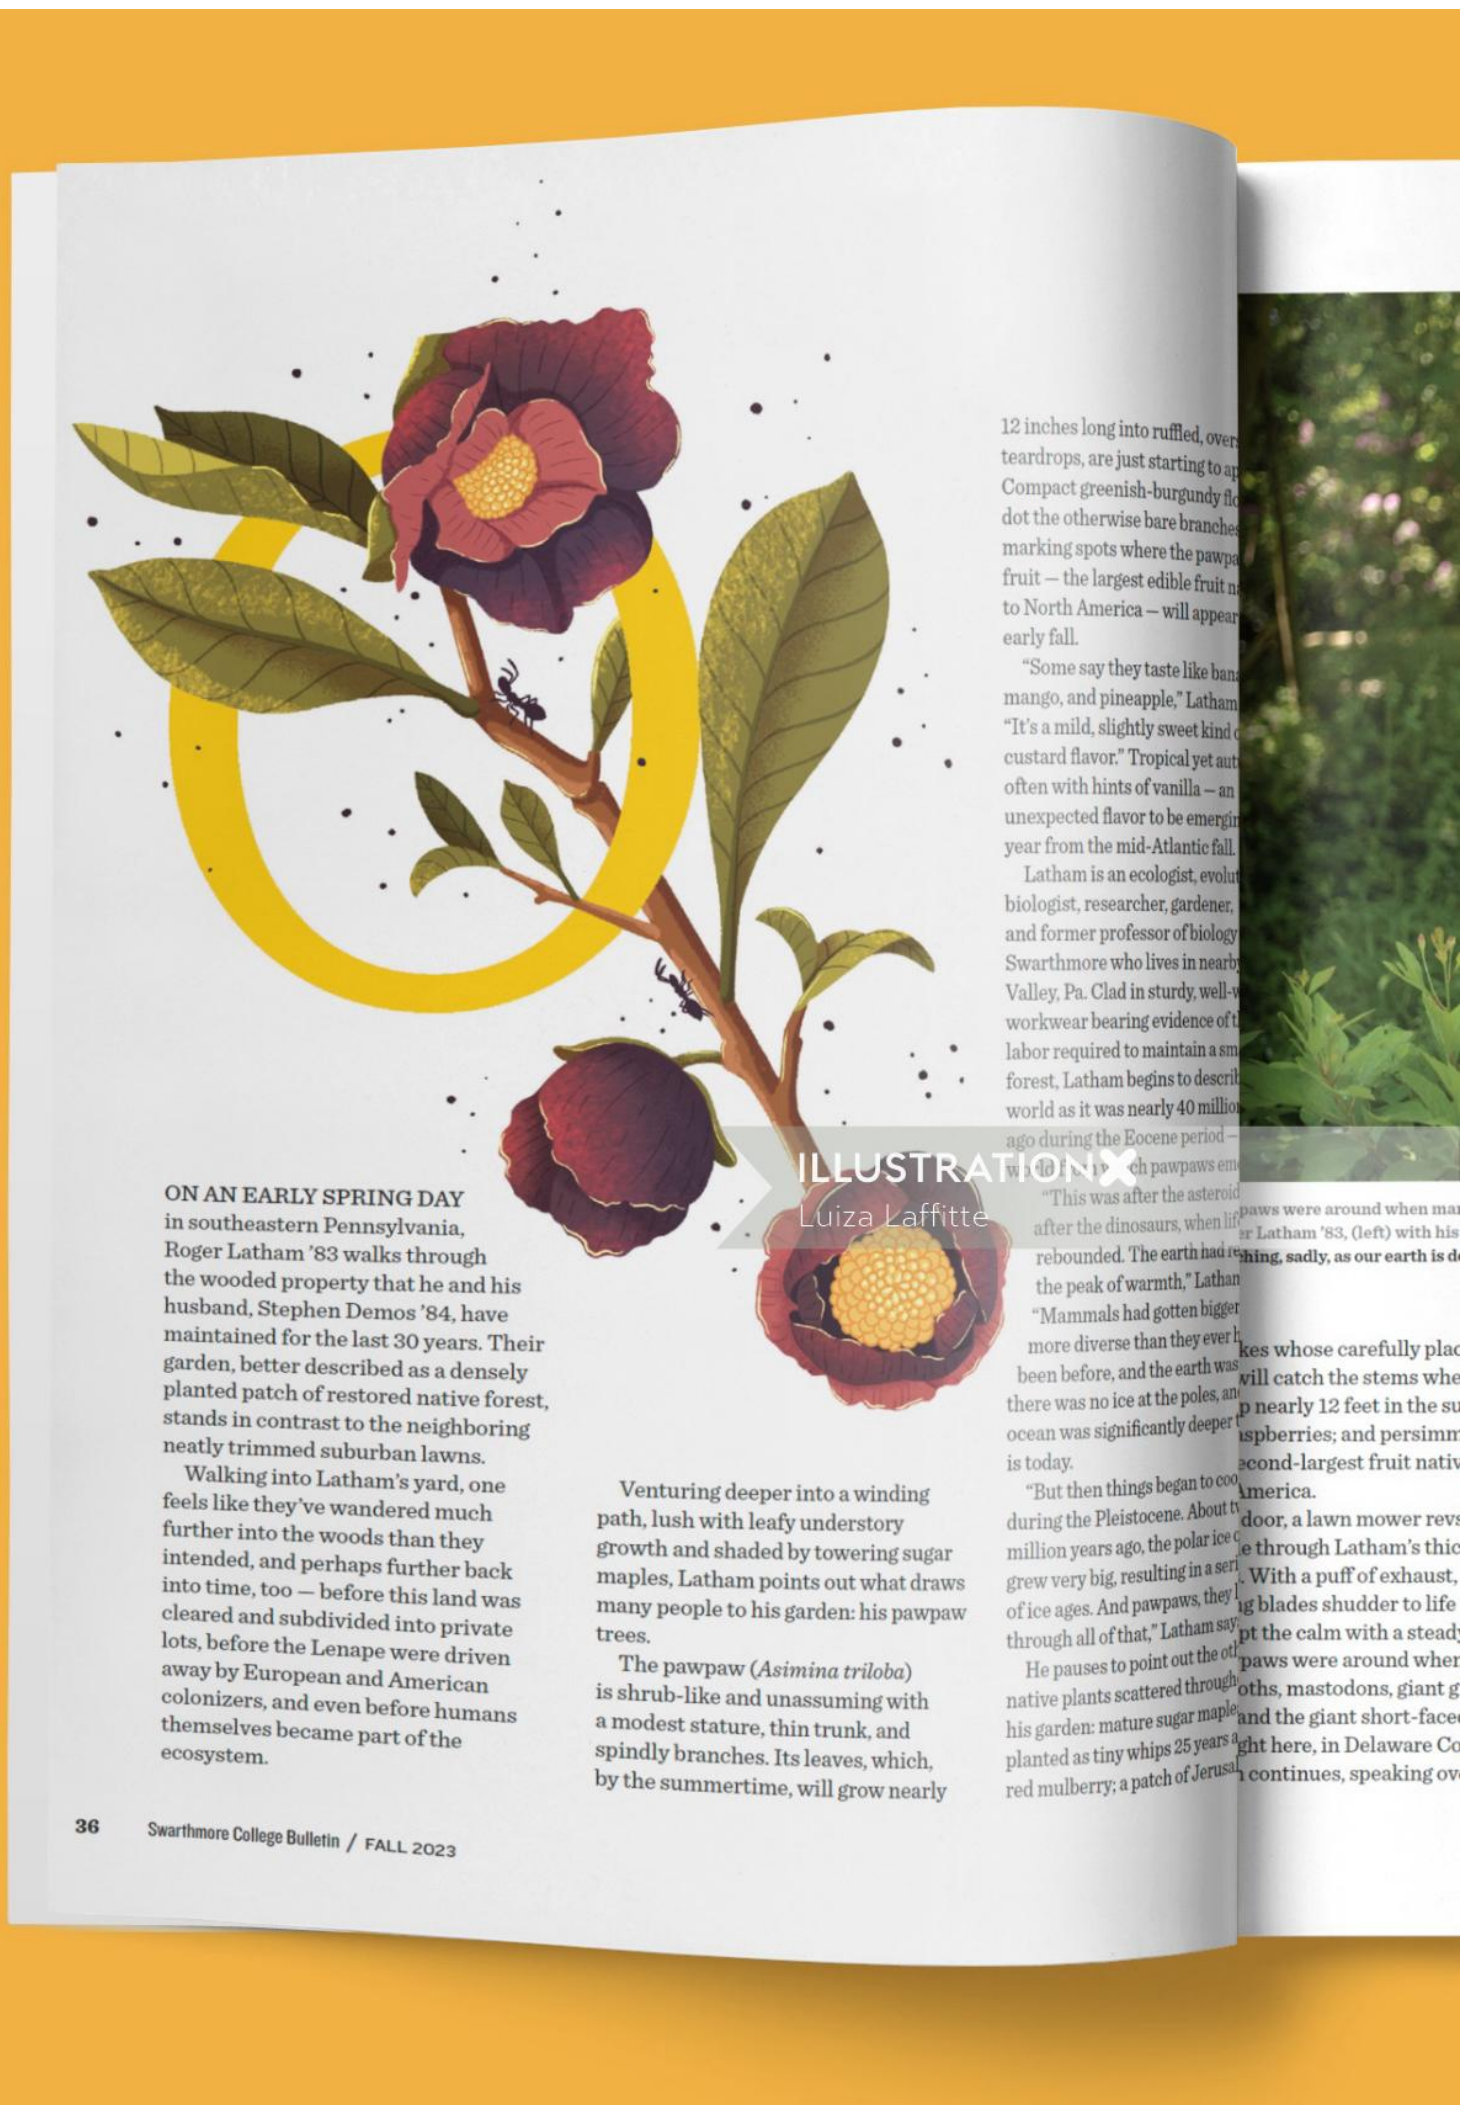 ON AN EARLY SPRING DAY
in southeastern Pennsylvania,
Roger Latham ’83 walks through
the wooded property that he and his
husband, Stephen Demos ’84, have
maintained for the last 30 years. Their
garden, better described as a densely
planted patch of restored native forest,
stands in contrast to the neighboring
neatly trimmed suburban lawns.
Walking into Latham’s yard, one
feels like they’ve wandered much
further into the woods than they
intended, and perhaps further back
into time, too — before this land was
cleared and subdivided into private
lots, before the Lenape were driven
away by European and American
colonizers, and even before humans
themselves became part of the
ecosystem.
Venturing deeper into a winding
path, lush with leafy understory
growth and shaded by towering sugar
maples, Latham points out what draws
many people to his garden: his pawpaw
trees.
The pawpaw (Asimina triloba)
is shrub-like and unassuming with
a modest stature, thin trunk, and
spindly branches. Its leaves, which,
by the summertime, will grow nearly
12 inches long into ruffled,
teardrops, are just starting to
Compact greenish-burgundy
dot the otherwise bare
marking spots where the
fruit — the largest edible fruit
to North America — will appear
early fall.
“Some say they taste like
mango, and pineapple,” Latham
“It’s a mild, slightly sweet kind
custard flavor.” Tropical yet
often with hints of vanilla — an
unexpected flavor to be
year from the mid-Atlantic fall.
Latham is an ecologist,
biologist, researcher, gardener,
and former professor of biology
Swarthmore who lives in
Valley, Pa. Clad in sturdy,
workwear bearing evidence of
labor required to maintain a
forest, Latham begins to
world as it was nearly 40
ago during the Eocene period —
world from which pawpaws
“This was after the asteroid
after the dinosaurs, when
rebounded. The earth had
the peak of warmth,”
“Mammals had gotten bigger
more diverse than they ever
been before, and the earth was
there was no ice at the poles,
ocean was significantly deeper
is today.
“But then things began to
during the Pleistocene. About
million years ago, the polar ice
grew very big, resulting in a
of ice ages. And pawpaws, they
through all of that,” Latham
He pauses to point out the
native plants scattered
his garden: mature sugar
planted as tiny whips 25 years
red mulberry; a patch of
were around when
Latham ’83, (left) with his
sadly, as our earth is
whose carefully
will catch the stems
nearly 12 feet in the
and
fruit
America.
door, a lawn mower revs
through Latham’s
With a puff of exhaust,
blades shudder to life
the calm with a
were around
mastodons, giant
and the giant
here, in Delaware
continues, speaking
36 Swarthmore College Bulletin / FALL 2023
ILLUSTRATIONX
Luiza Laffitte